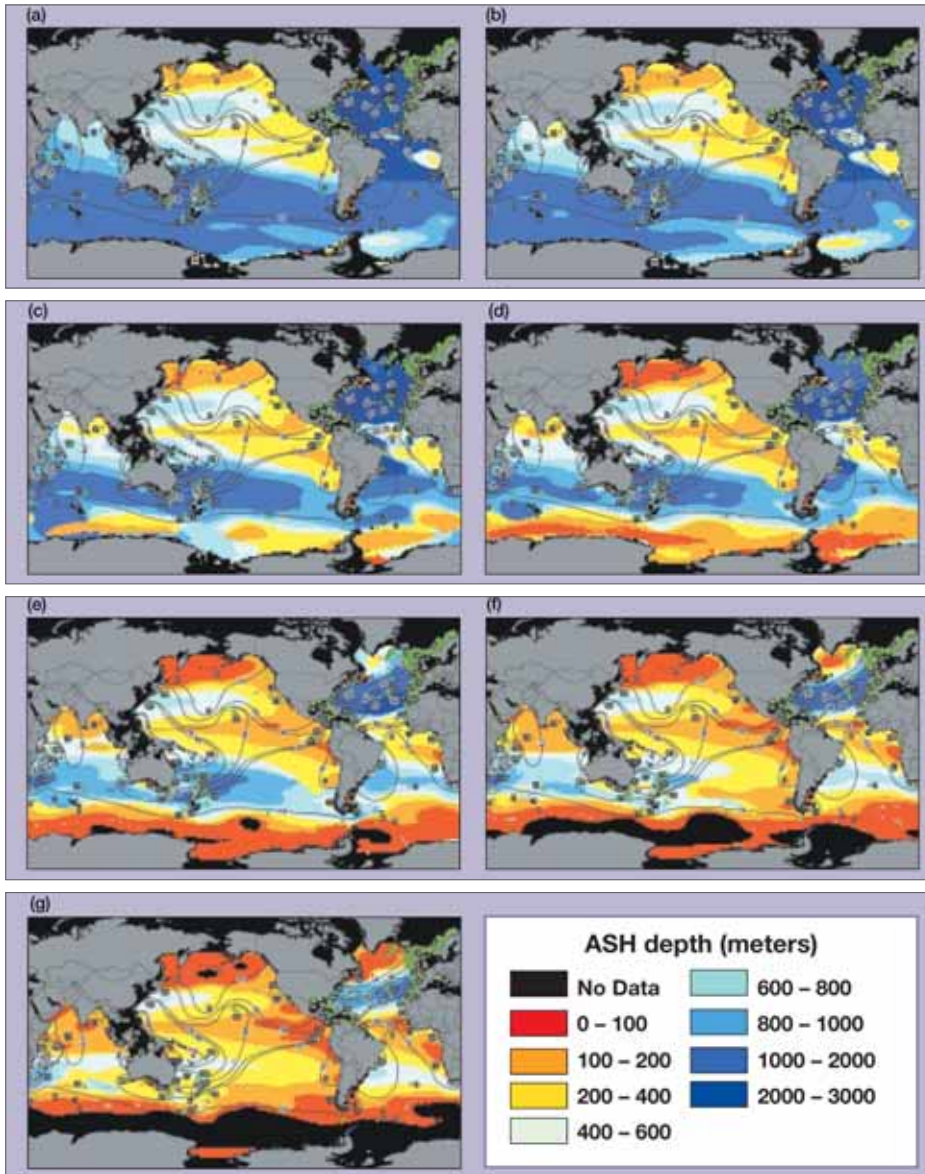 (a)
(b)
(c)
(d)
(e)
(f)
(g)
ASH depth (meters)
No Data
0 – 100
100 – 200
200 – 400
400 – 600
600 – 800
800 – 1000
1000 – 2000
2000 – 3000